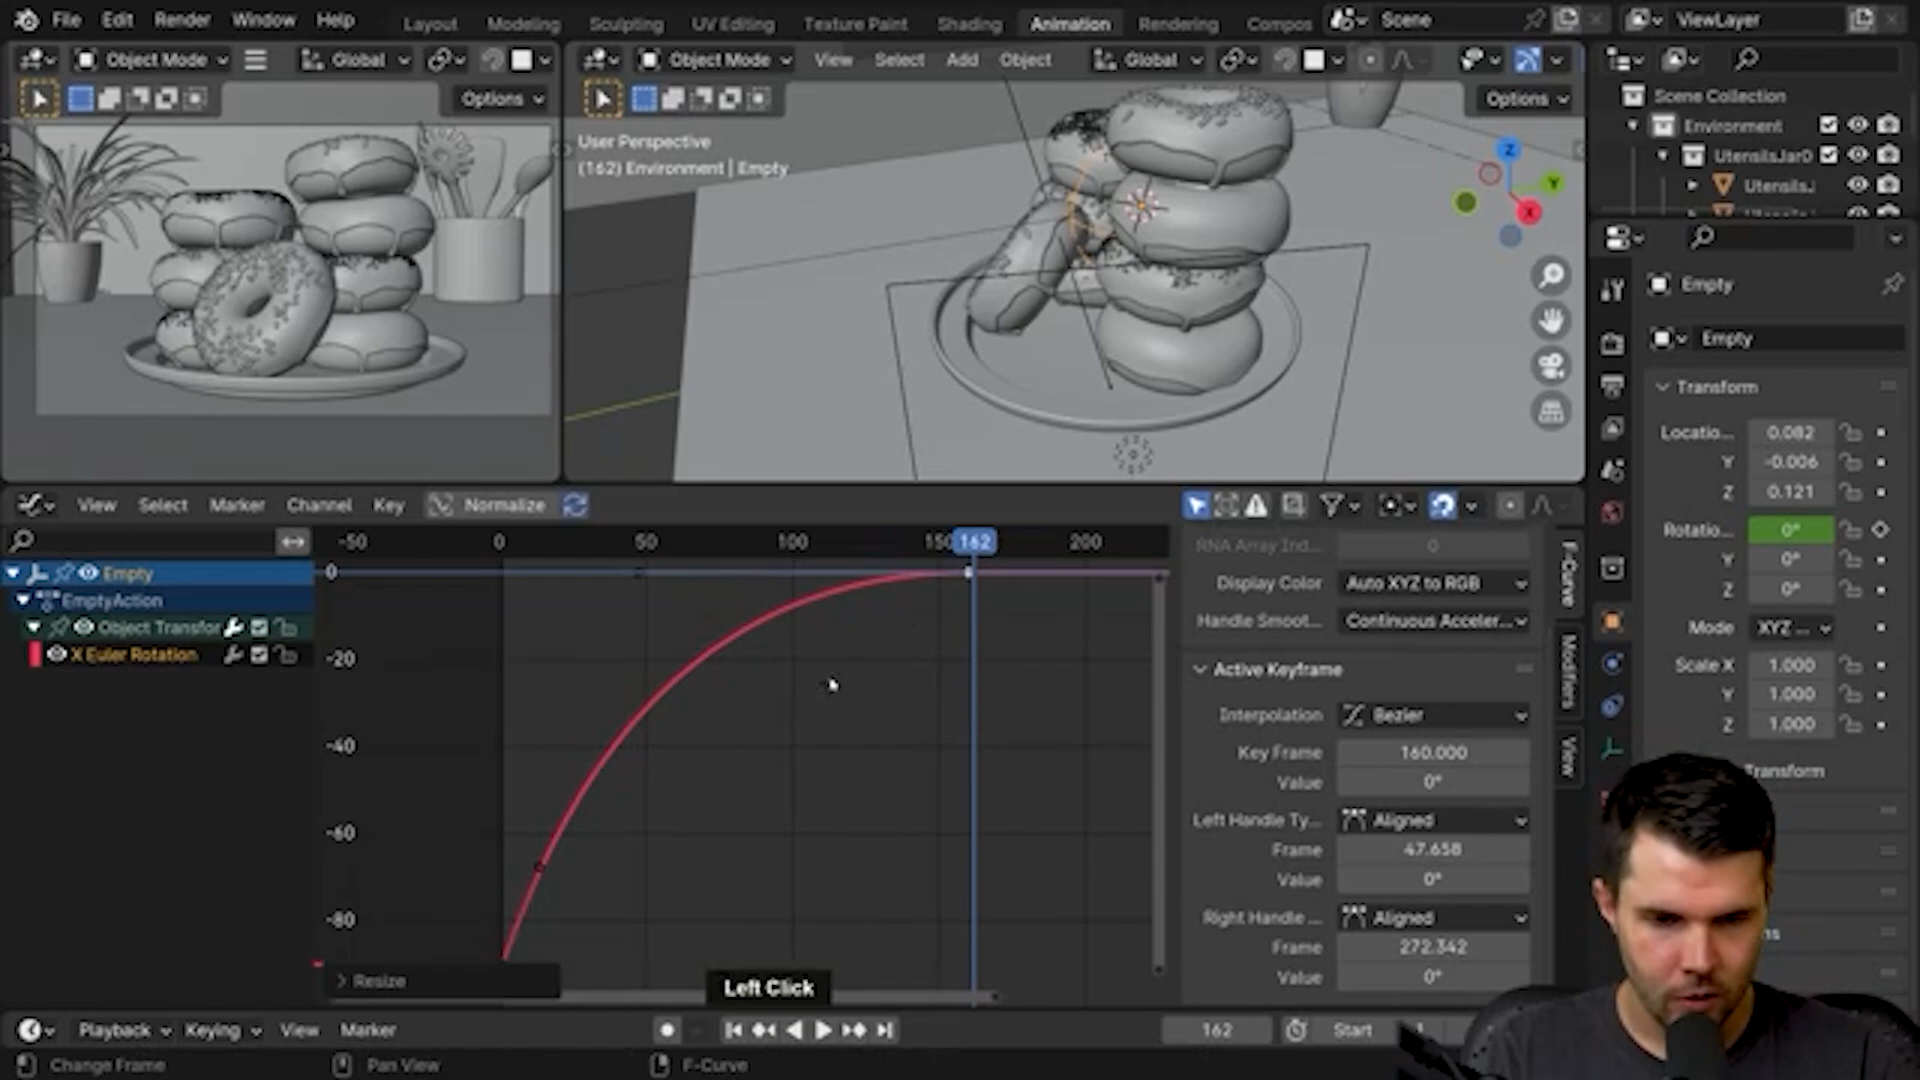 File Edit Render Window Help Layout Modeling Sculpting UV Editing Texture Paint Shading Animation Rendering Compos Scene ViewLayer
Object Mode Global Object Mode View Select Add Object Global
Options Options
Scene Collection
Environment
UtensilsJar0
Utensils.
User Perspective
(162) Environment | Empty
Z
Y
X
Empty
Empty
Transform
Locatio... 0.082
Y -0.006
Z 0.121
Rotatio... 0°
Y 0°
Z 0°
Mode XYZ ...
Scale X 1.000
Y 1.000
Z 1.000
Transform
View Select Marker Channel Key Normalize
-50 0 50 100 150 162 200
Empty
EmptyAction
Object Transfor
X Euler Rotation
0
-20
-40
-60
-80
Resize
Left Click
RNA Array Ind... 0
Display Color Auto XYZ to RGB
Handle Smoot... Continuous Acceler...
Active Keyframe
Interpolation Bezier
Key Frame 160.000
Value 0°
Left Handle Ty... Aligned
Frame 47.658
Value 0°
Right Handle ... Aligned
Frame 272.342
Value 0°
F-Curve
Modifiers
View
Playback Keying View Marker 162 Start 1
Change Frame Pan View F-Curve